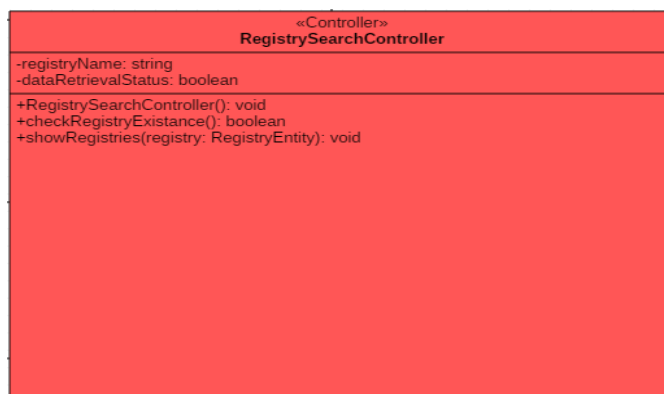 «Controller»
RegistrySearchController
-registryName: string
-dataRetrievalStatus: boolean
+RegistrySearchController(): void
+checkRegistryExistance(): boolean
+showRegistries(registry: RegistryEntity): void